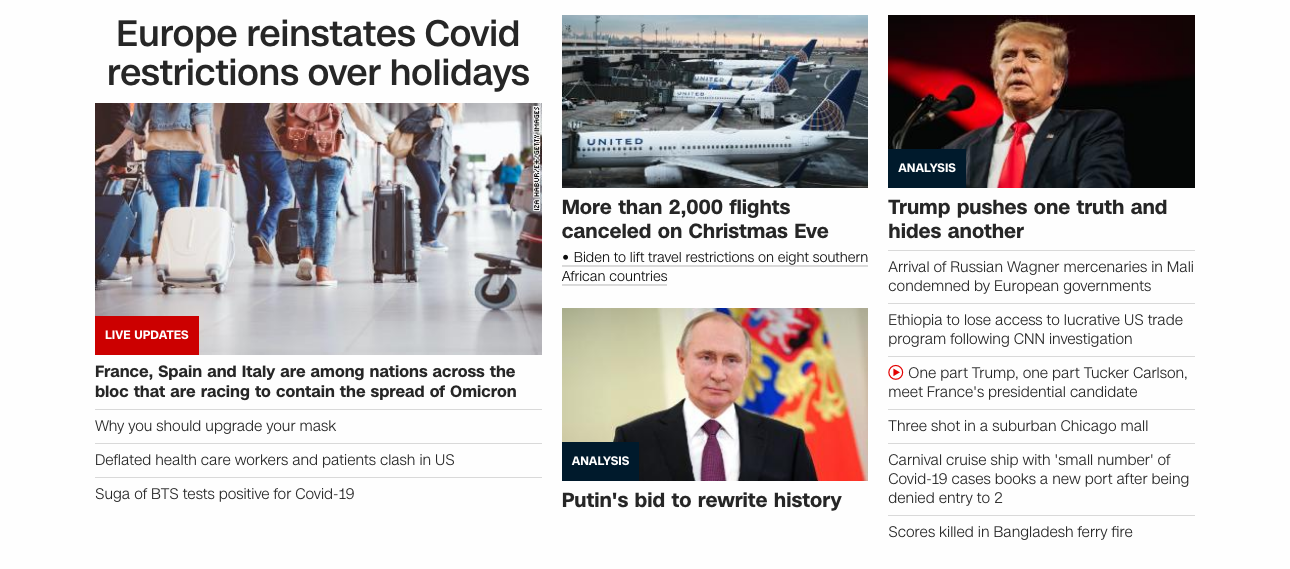 Europe reinstates Covid
restrictions over holidays
IZA HABUR/E+/GETTY IMAGES
LIVE UPDATES
France, Spain and Italy are among nations across the
bloc that are racing to contain the spread of Omicron
Why you should upgrade your mask
Deflated health care workers and patients clash in US
Suga of BTS tests positive for Covid-19
UNITED
UNITED
UNITED
More than 2,000 flights
canceled on Christmas Eve
• Biden to lift travel restrictions on eight southern
African countries
ANALYSIS
Putin's bid to rewrite history
ANALYSIS
Trump pushes one truth and
hides another
Arrival of Russian Wagner mercenaries in Mali
condemned by European governments
Ethiopia to lose access to lucrative US trade
program following CNN investigation
One part Trump, one part Tucker Carlson,
meet France's presidential candidate
Three shot in a suburban Chicago mall
Carnival cruise ship with 'small number' of
Covid-19 cases books a new port after being
denied entry to 2
Scores killed in Bangladesh ferry fire